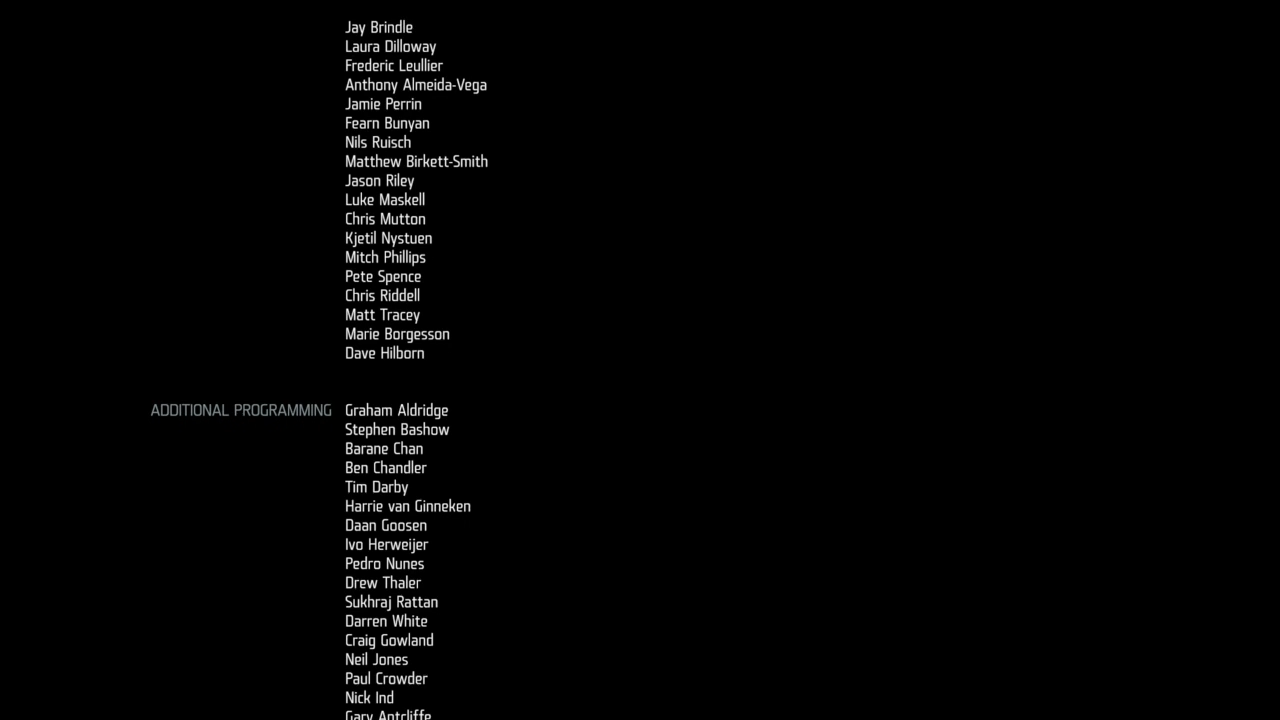 Jay Brindle
Laura Dilloway
Frederic Leullier
Anthony Almeida-Vega
Jamie Perrin
Fearn Bunyan
Nils Ruisch
Matthew Birkett-Smith
Jason Riley
Luke Maskell
Chris Mutton
Kjetil Nystuen
Mitch Phillips
Pete Spence
Chris Riddell
Matt Tracey
Marie Borgesson
Dave Hilborn
ADDITIONAL PROGRAMMING Graham Aldridge
Stephen Bashow
Barane Chan
Ben Chandler
Tim Darby
Harrie van Ginneken
Daan Goosen
Ivo Herweijer
Pedro Nunes
Drew Thaler
Sukhraj Rattan
Darren White
Craig Gowland
Neil Jones
Paul Crowder
Nick Ind
Gary Antcliffe